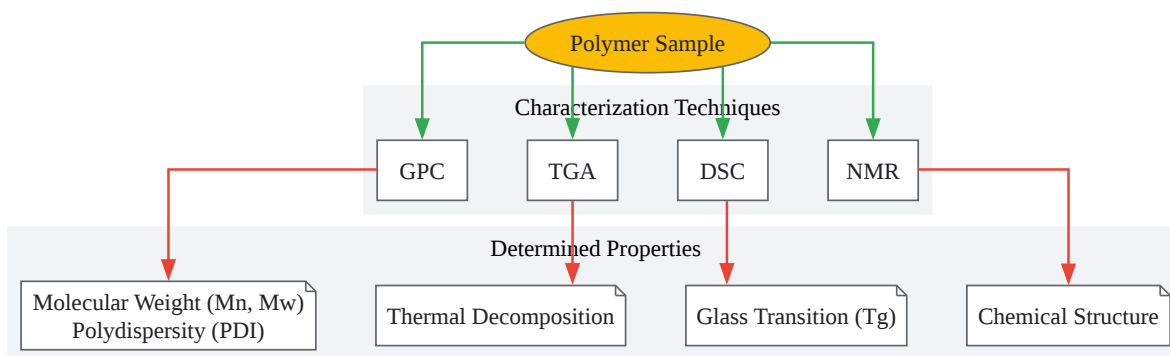 Polymer Sample
Characterization Techniques
GPC
TGA
DSC
NMR
Determined Properties
Molecular Weight (Mn, Mw)
Polydispersity (PDI)
Thermal Decomposition
Glass Transition (Tg)
Chemical Structure